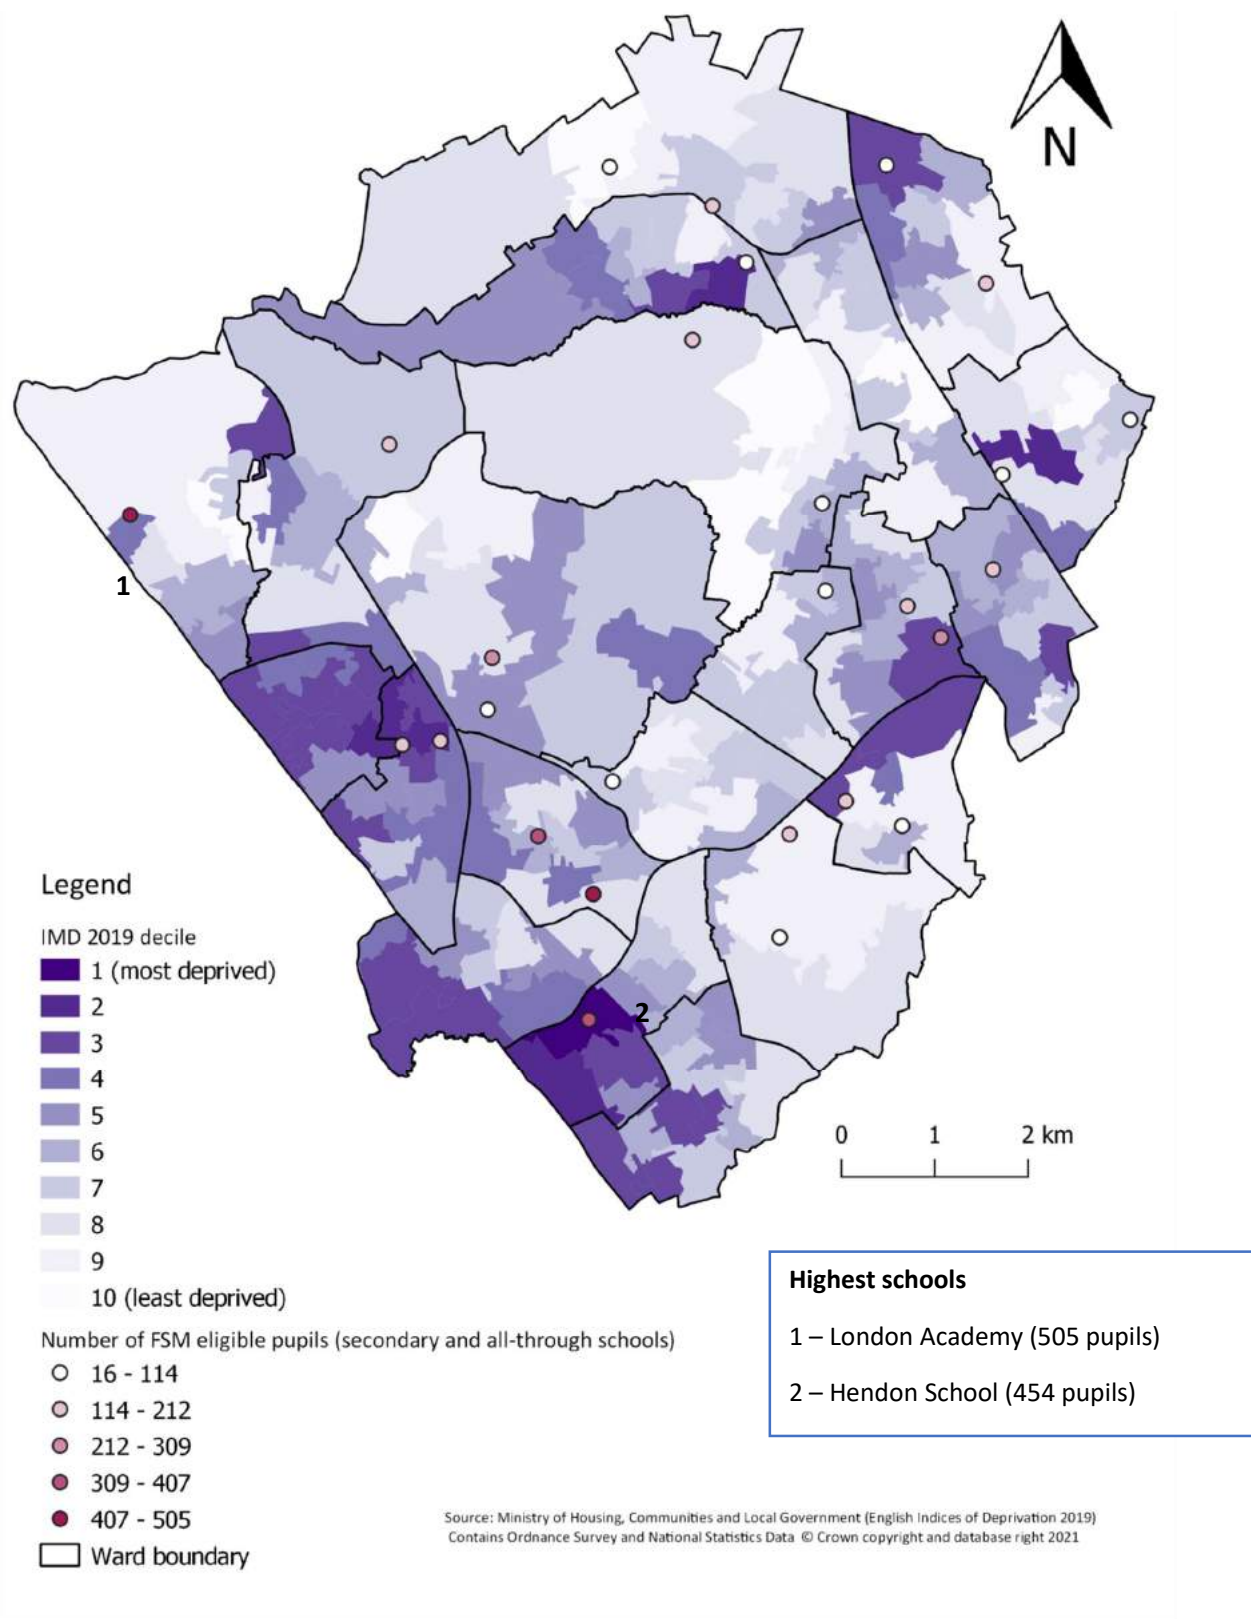 N
1
2
Legend
IMD 2019 decile
1 (most deprived)
2
3
4
5
6
7
8
9
10 (least deprived)
Number of FSM eligible pupils (secondary and all-through schools)
16 - 114
114 - 212
212 - 309
309 - 407
407 - 505
Ward boundary
0 1 2 km
Highest schools
1 – London Academy (505 pupils)
2 – Hendon School (454 pupils)
Source: Ministry of Housing, Communities and Local Government (English Indices of Deprivation 2019)
Contains Ordnance Survey and National Statistics Data © Crown copyright and database right 2021